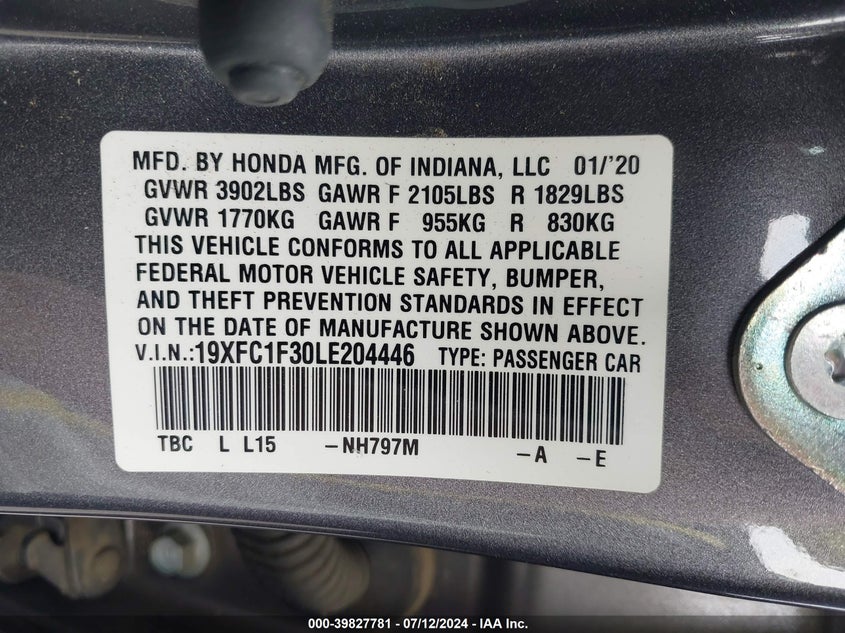 MFD. BY HONDA MFG. OF INDIANA, LLC 01/'20
GVWR 3902LBS GAWR F 2105LBS R 1829LBS
GVWR 1770KG GAWR F 955KG R 830KG
THIS VEHICLE CONFORMS TO ALL APPLICABLE
FEDERAL MOTOR VEHICLE SAFETY, BUMPER,
AND THEFT PREVENTION STANDARDS IN EFFECT
ON THE DATE OF MANUFACTURE SHOWN ABOVE.
V.I.N.:19XFC1F30LE204446 TYPE: PASSENGER CAR
TBC L L15 -NH797M -A -E
000-39827781 - 07/12/2024 - IAA Inc.